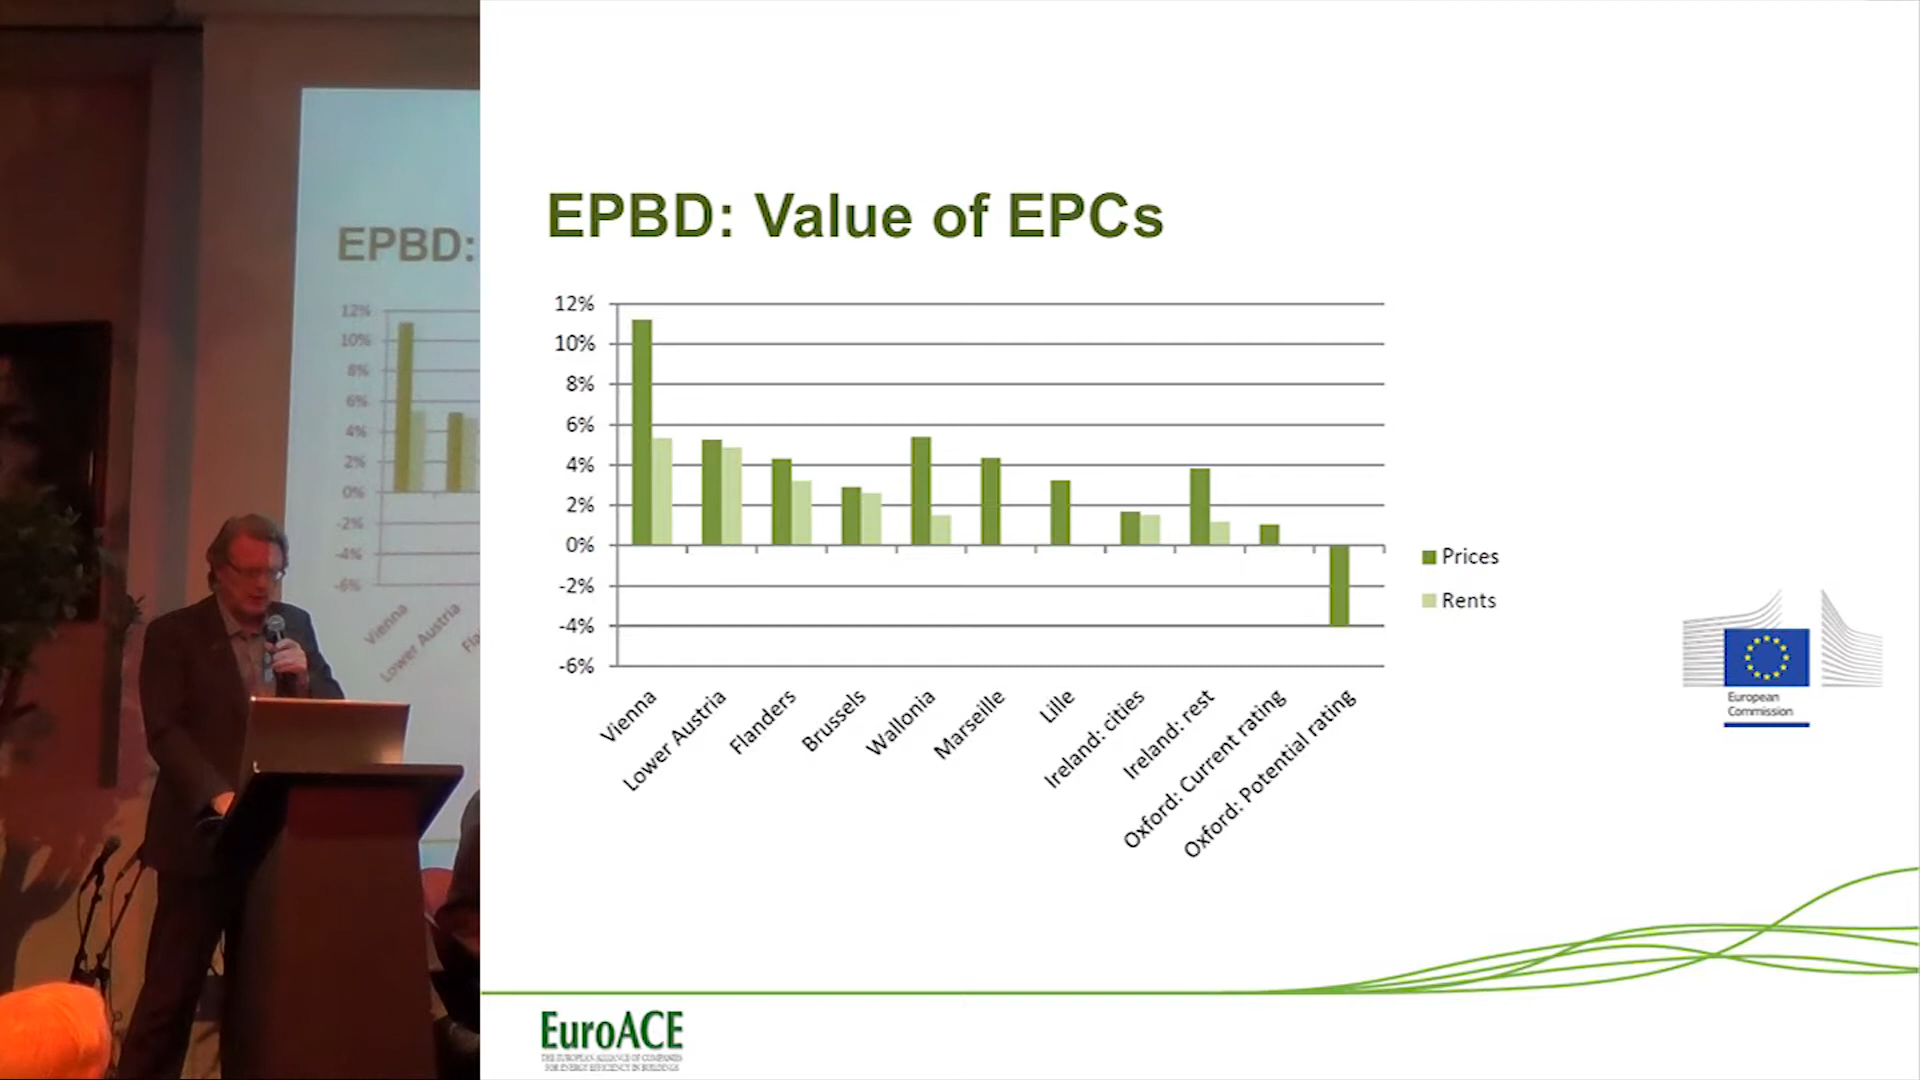 EPBD:
12%
10%
8%
6%
4%
2%
0%
-2%
-4%
-6%
Vienna
Lower Austria
Fla
EPBD: Value of EPCs
12%
10%
8%
6%
4%
2%
0%
-2%
-4%
-6%
Vienna
Lower Austria
Flanders
Brussels
Wallonia
Marseille
Lille
Ireland: cities
Ireland: rest
Oxford: Current rating
Oxford: Potential rating
Prices
Rents
European
Commission
EuroACE
THE EUROPEAN ALLIANCE OF COMPANIES
FOR ENERGY EFFICIENCY IN BUILDINGS